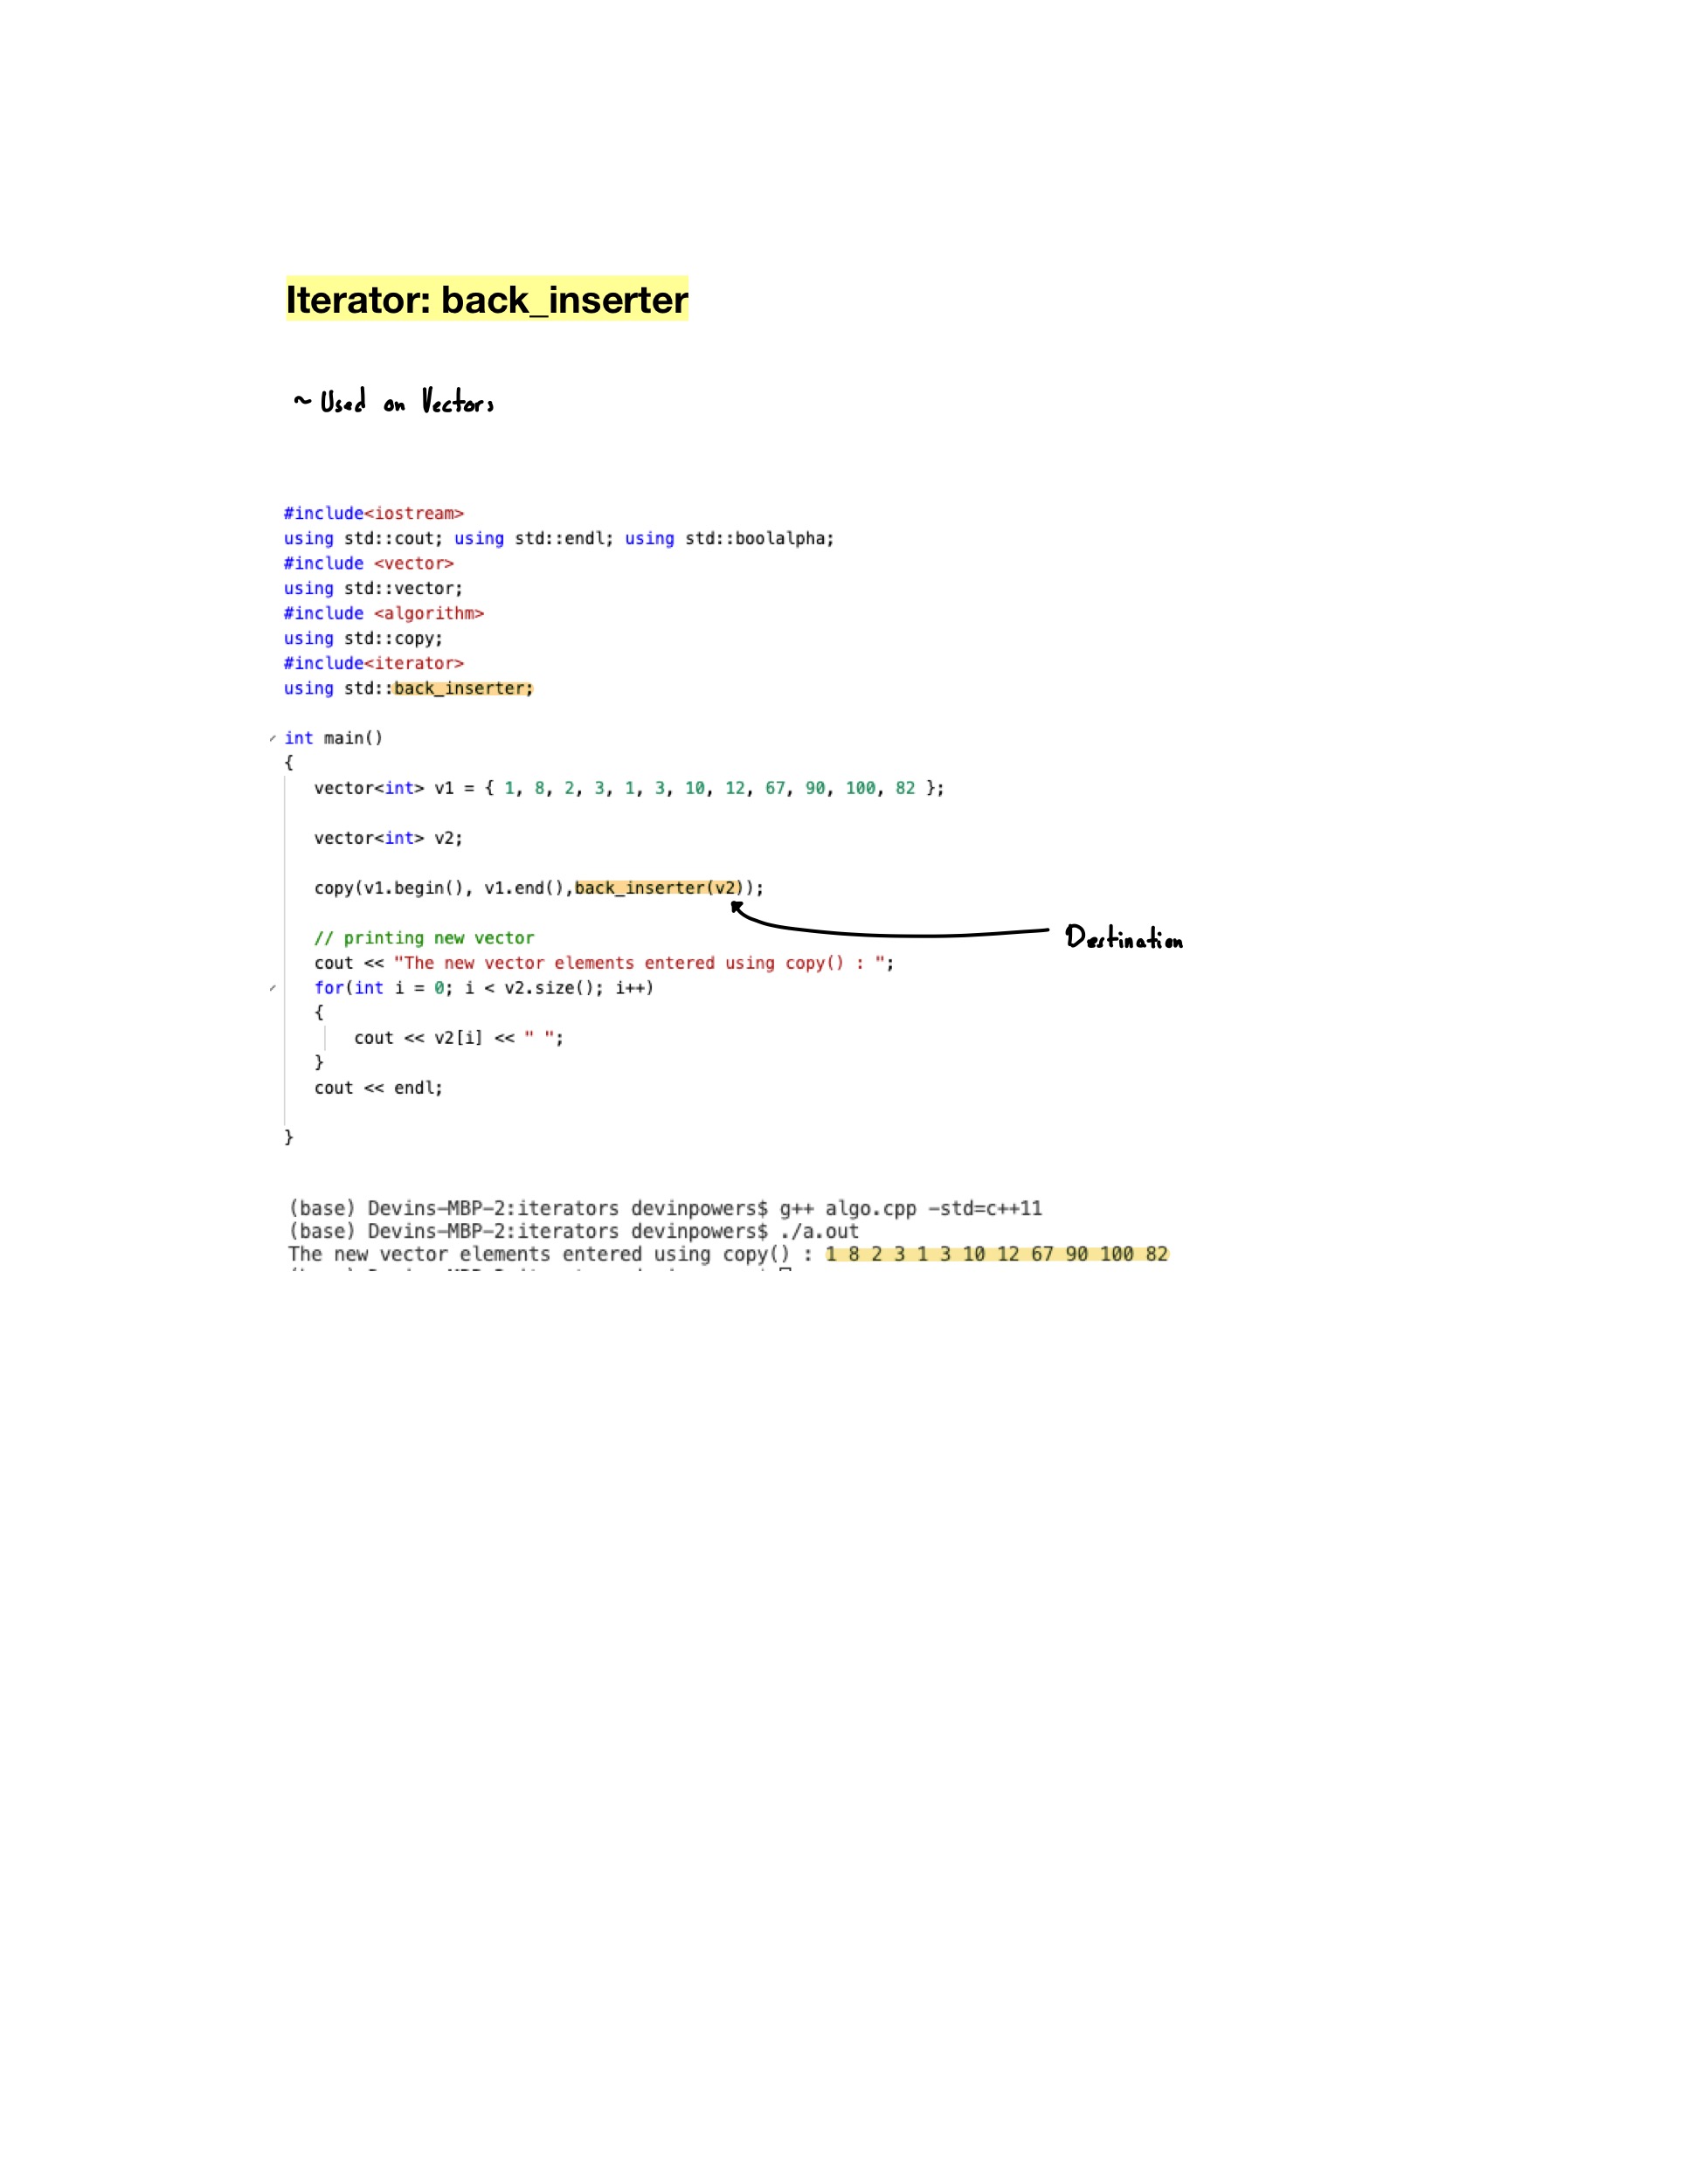 Iterator: back_inserter
~ Used on Vectors
#include<iostream>
using std::cout; using std::endl; using std::boolalpha;
#include <vector>
using std::vector;
#include <algorithm>
using std::copy;
#include<iterator>
using std::back_inserter;
int main()
{
vector<int> v1 = { 1, 8, 2, 3, 1, 3, 10, 12, 67, 90, 100, 82 };
vector<int> v2;
copy(v1.begin(), v1.end(),back_inserter(v2));
Destination
// printing new vector
cout << "The new vector elements entered using copy() : ";
for(int i = 0; i < v2.size(); i++)
{
cout << v2[i] << " ";
}
cout << endl;
}
(base) Devins-MBP-2:iterators devinpowers$ g++ algo.cpp -std=c++11
(base) Devins-MBP-2:iterators devinpowers$ ./a.out
The new vector elements entered using copy() : 1 8 2 3 1 3 10 12 67 90 100 82